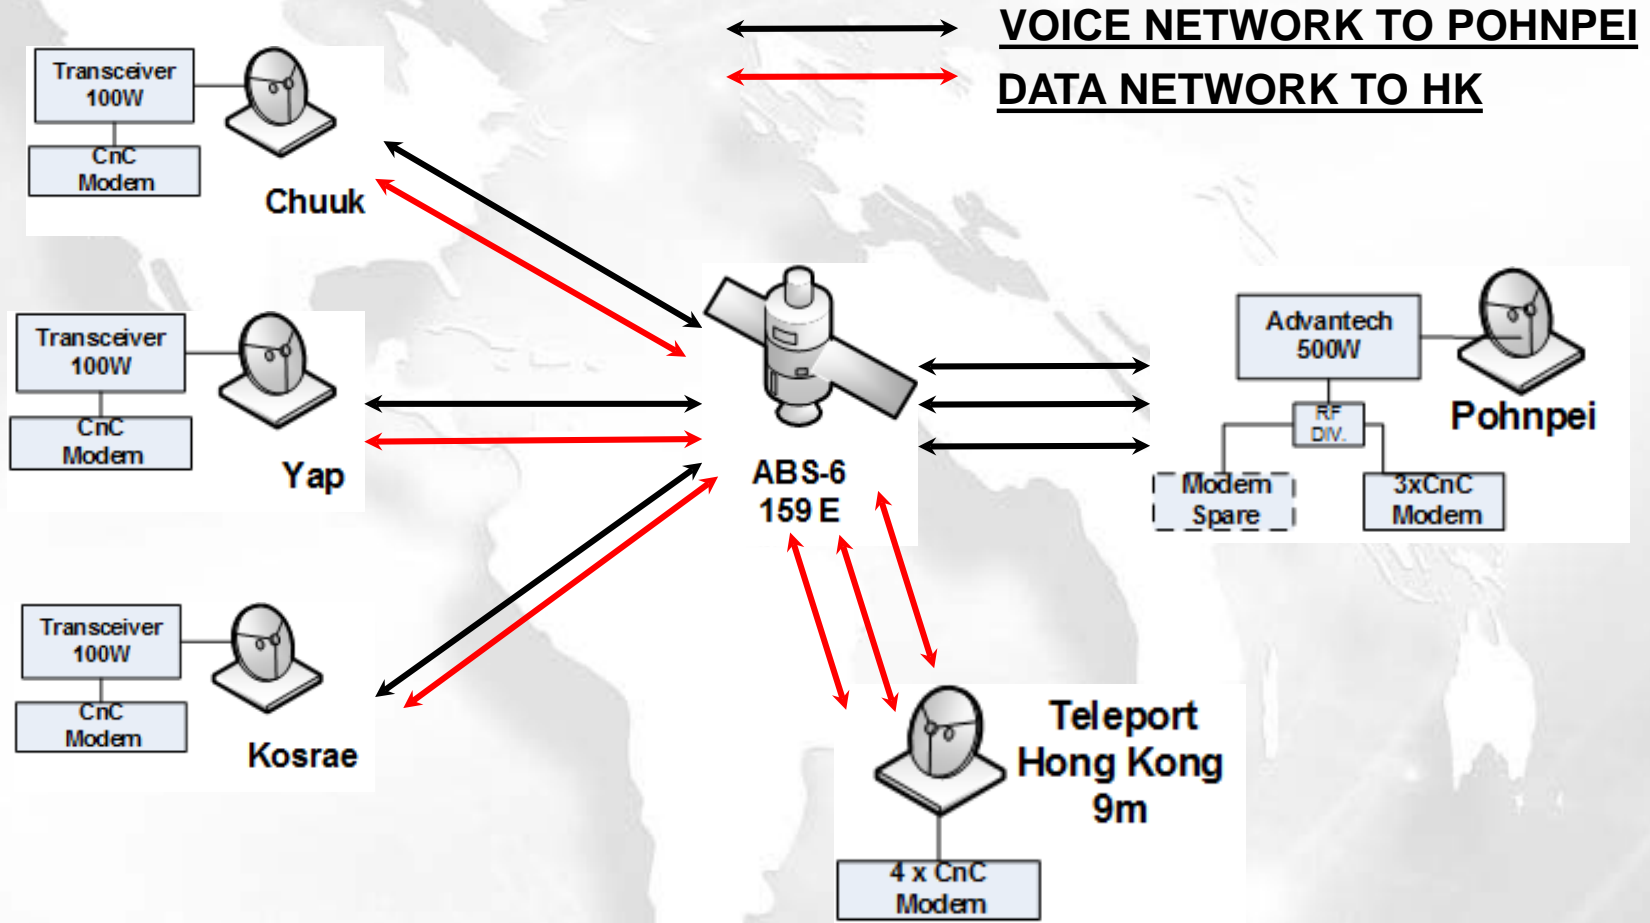 VOICE NETWORK TO POHNPEI
DATA NETWORK TO HK
Transceiver
100W
CnC
Modem
Chuuk
Transceiver
100W
CnC
Modem
Yap
Transceiver
100W
CnC
Modem
Kosrae
ABS-6
159 E
Advantech
500W
RF
DIV.
Modem
Spare
3xCnC
Modem
Pohnpei
Teleport
Hong Kong
9m
4 x CnC
Modem